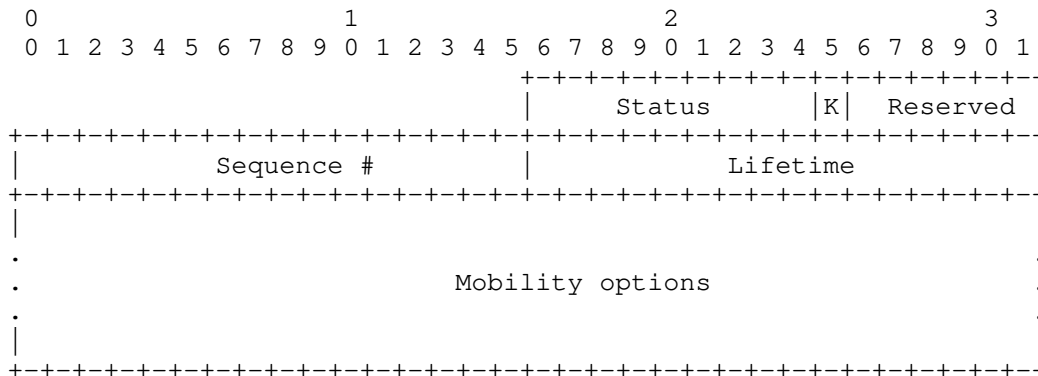 0                   1                   2                   3
 0 1 2 3 4 5 6 7 8 9 0 1 2 3 4 5 6 7 8 9 0 1 2 3 4 5 6 7 8 9 0 1
                                +-+-+-+-+-+-+-+-+-+-+-+-+-+-+-+-
                                |     Status      |K|  Reserved
+-+-+-+-+-+-+-+-+-+-+-+-+-+-+-+-+-+-+-+-+-+-+-+-+-+-+-+-+-+-+-+-
|            Sequence #         |            Lifetime
+-+-+-+-+-+-+-+-+-+-+-+-+-+-+-+-+-+-+-+-+-+-+-+-+-+-+-+-+-+-+-+-
|
.                                                               .
.                           Mobility options                    .
.                                                               .
|
+-+-+-+-+-+-+-+-+-+-+-+-+-+-+-+-+-+-+-+-+-+-+-+-+-+-+-+-+-+-+-+-